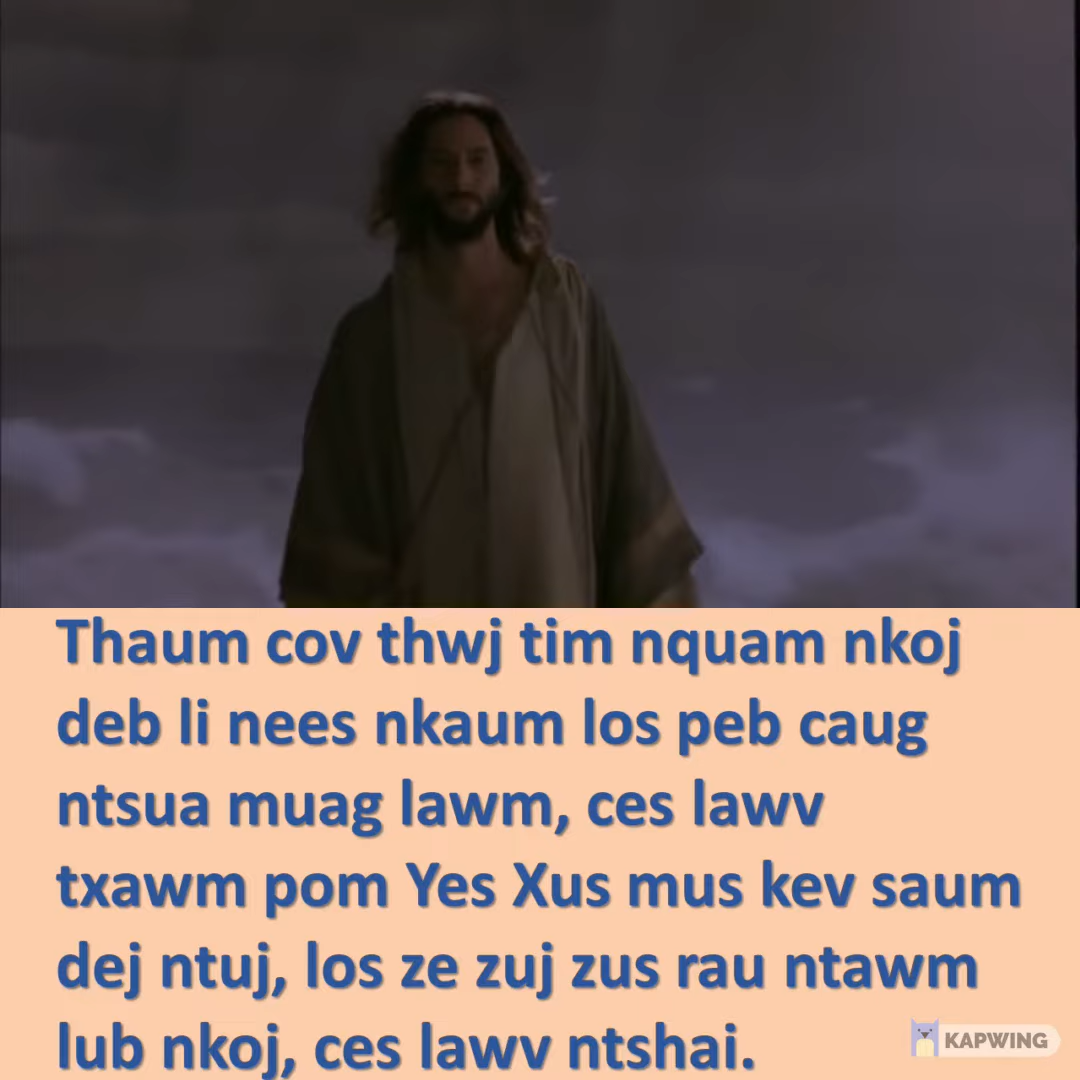 Thaum cov thwj tim nquam nkoj
deb li nees nkaum los peb caug
ntsua muag lawm, ces lawv
txawm pom Yes Xus mus kev saum
dej ntuj, los ze zuj zus rau ntawm
lub nkoj, ces lawv ntshai.
KAPWING